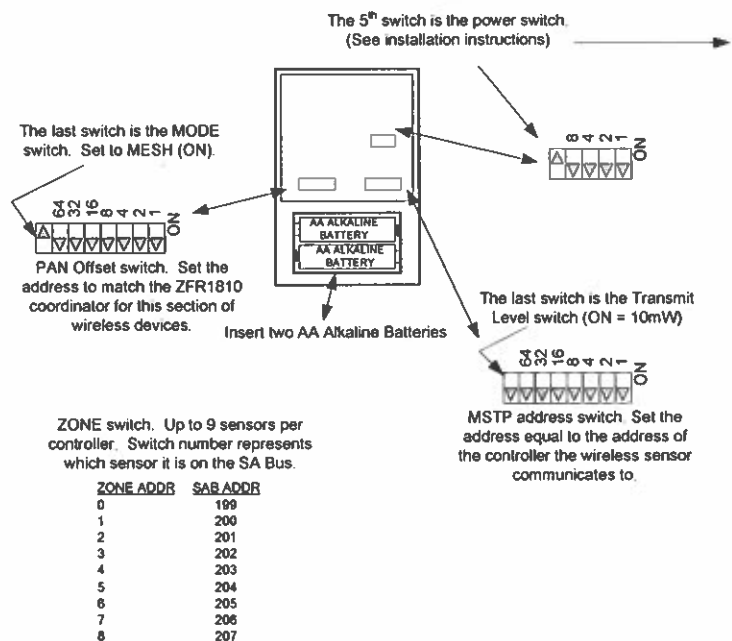 The 5th switch is the power switch.
(See installation instructions)
The last switch is the MODE
switch. Set to MESH (ON).
64 32 16 8 4 2 1 ON
PAN Offset switch. Set the
address to match the ZFR1810
coordinator for this section of
wireless devices.
8 4 2 1 ON
AA ALKALINE
BATTERY
AA ALKALINE
BATTERY
Insert two AA Alkaline Batteries
The last switch is the Transmit
Level switch (ON = 10mW)
64 32 16 8 4 2 1 ON
MSTP address switch. Set the
address equal to the address of
the controller the wireless sensor
communicates to.
ZONE switch. Up to 9 sensors per
controller. Switch number represents
which sensor it is on the SA Bus.
ZONE ADDR SAB ADDR
0 199
1 200
2 201
3 202
4 203
5 204
6 205
7 206
8 207